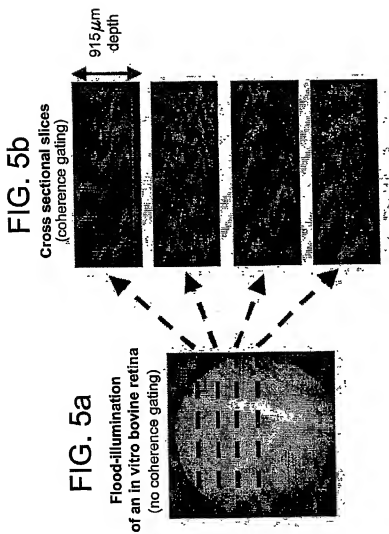 FIG. 5a
Flood-illumination
of an in vitro bovine retina
(no coherence gating)
FIG. 5b
Cross sectional slices
(coherence gating)
915µm
depth